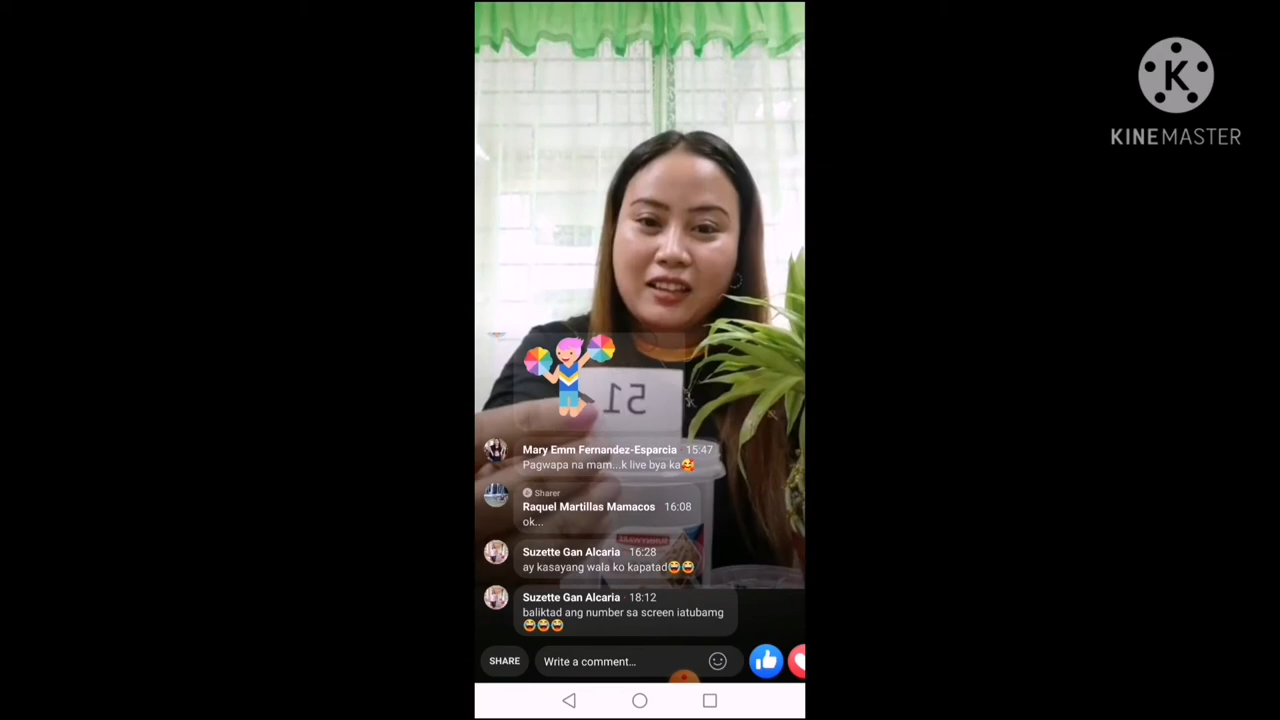 KINEMASTER
51
Mary Emm Fernandez-Esparcia · 15:47
Pagwapa na mam...k live bya ka🥰
Sharer
Raquel Martillas Mamacos 16:08
ok...
Suzette Gan Alcaria · 16:28
ay kasayang wala ko kapatad😂😂
Suzette Gan Alcaria · 18:12
baliktad ang number sa screen iatubamg
😂😂😂
SHARE
Write a comment...